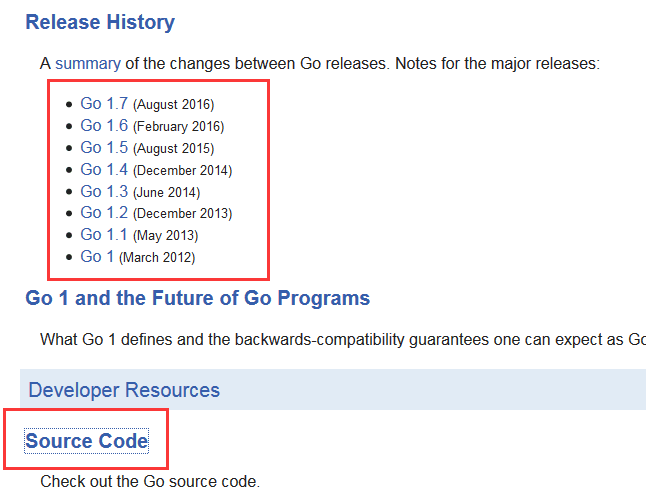 Release History
A summary of the changes between Go releases. Notes for the major releases:
Go 1.7 (August 2016)
Go 1.6 (February 2016)
Go 1.5 (August 2015)
Go 1.4 (December 2014)
Go 1.3 (June 2014)
Go 1.2 (December 2013)
Go 1.1 (May 2013)
Go 1 (March 2012)
Go 1 and the Future of Go Programs
What Go 1 defines and the backwards-compatibility guarantees one can expect as Go
Developer Resources
Source Code
Check out the Go source code.